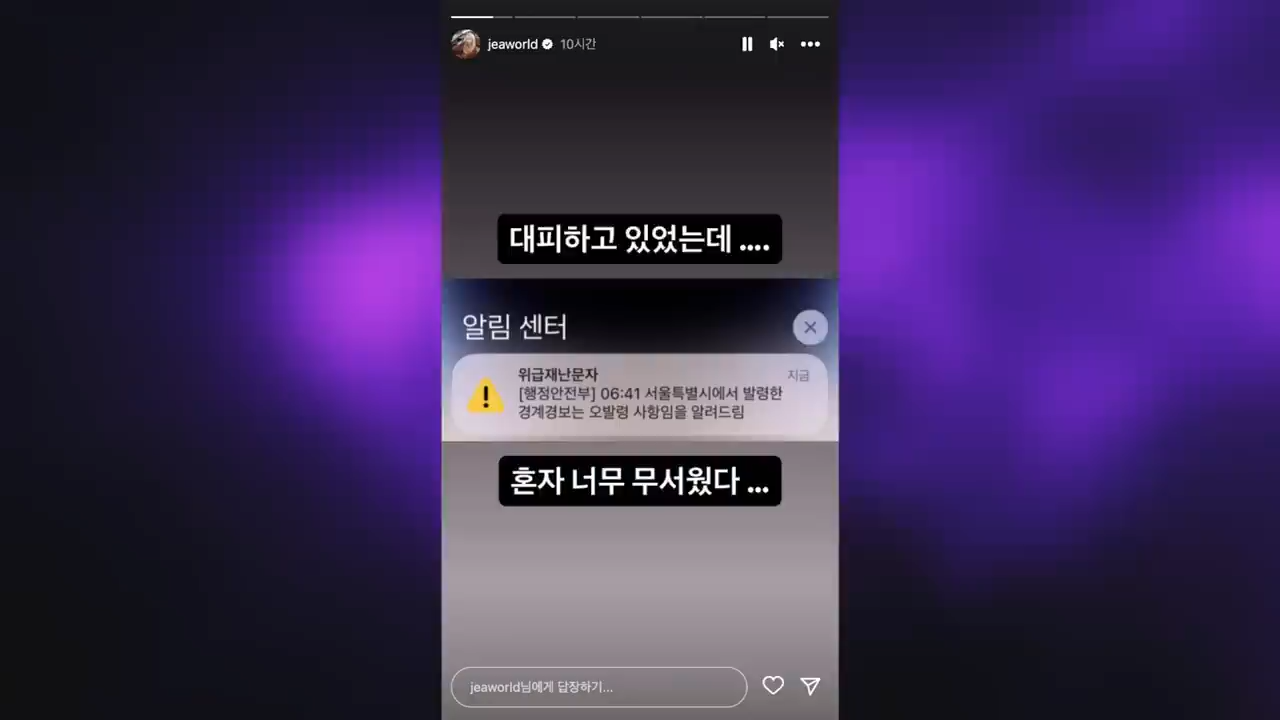 jeaworld 10시간
대피하고 있었는데 ....
알림 센터
위급재난문자 지금
[행정안전부] 06:41 서울특별시에서 발령한
경계경보는 오발령 사항임을 알려드림
혼자 너무 무서웠다 ...
jeaworld님에게 답장하기...